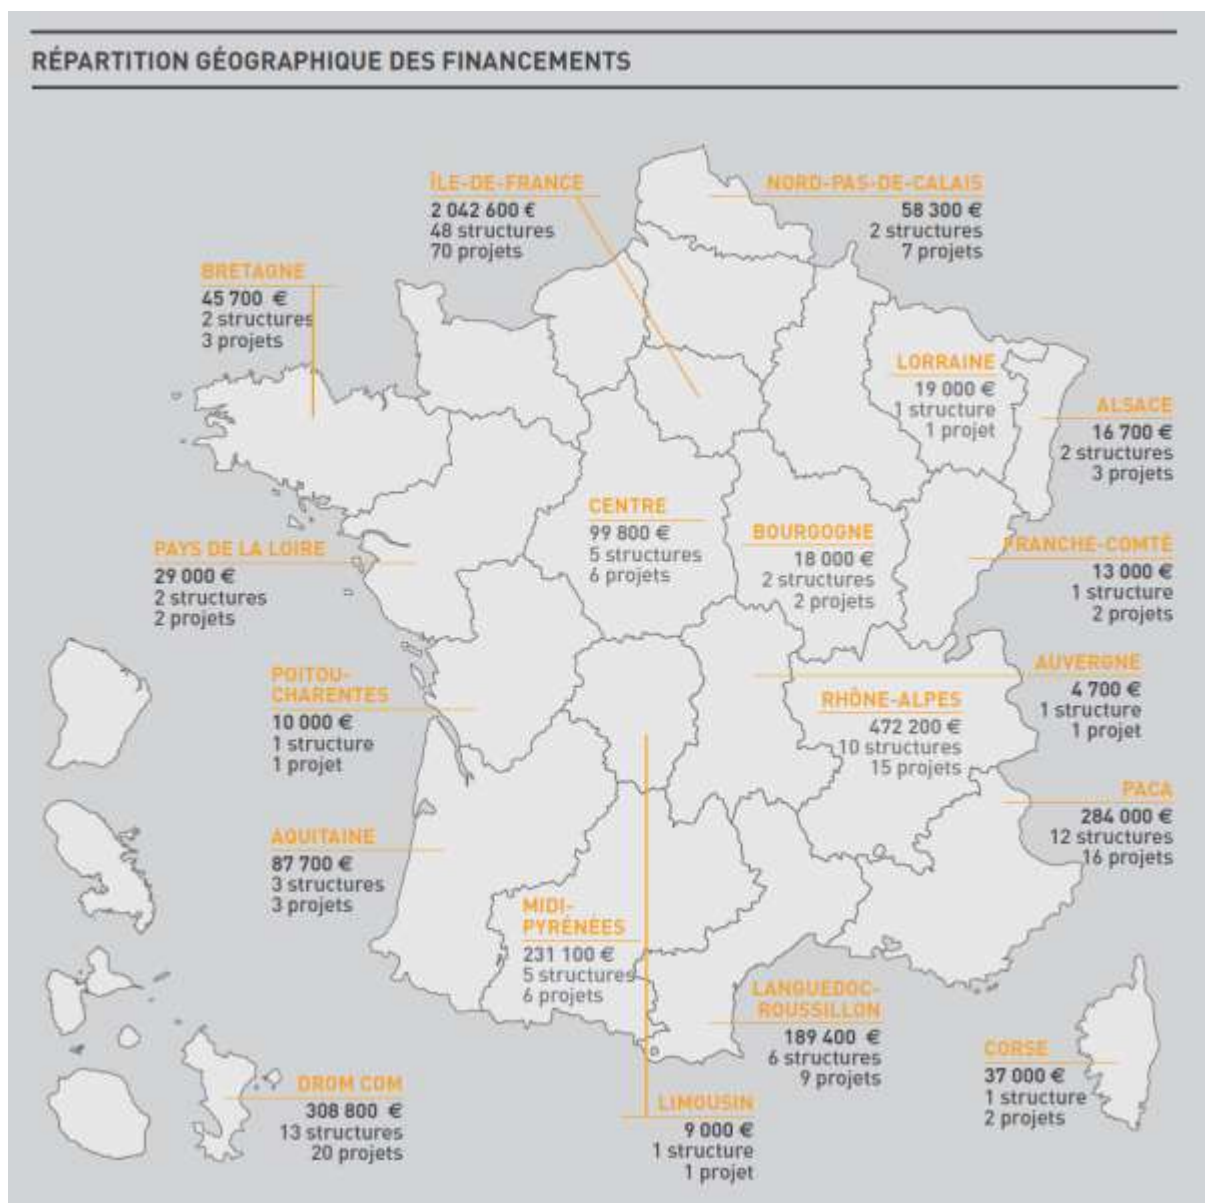 RÉPARTITION GÉOGRAPHIQUE DES FINANCEMENTS
ÎLE-DE-FRANCE
2 042 600 €
48 structures
70 projets
NORD-PAS-DE-CALAIS
58 300 €
2 structures
7 projets
BRETAGNE
45 700 €
2 structures
3 projets
LORRAINE
19 000 €
1 structure
1 projet
ALSACE
16 700 €
2 structures
3 projets
CENTRE
99 800 €
5 structures
6 projets
BOURGOGNE
18 000 €
2 structures
2 projets
FRANCHE-COMTÉ
13 000 €
1 structure
2 projets
PAYS DE LA LOIRE
29 000 €
2 structures
2 projets
POITOU-
CHARENTES
10 000 €
1 structure
1 projet
AUVERGNE
4 700 €
1 structure
1 projet
RHÔNE-ALPES
472 200 €
10 structures
15 projets
PACA
284 000 €
12 structures
16 projets
AQUITAINE
87 700 €
3 structures
3 projets
MIDI-
PYRÉNÉES
231 100 €
5 structures
6 projets
LANGUEDOC-
ROUSSILLON
189 400 €
6 structures
9 projets
CORSE
37 000 €
1 structure
2 projets
DROM COM
308 800 €
13 structures
20 projets
LIMOUSIN
9 000 €
1 structure
1 projet